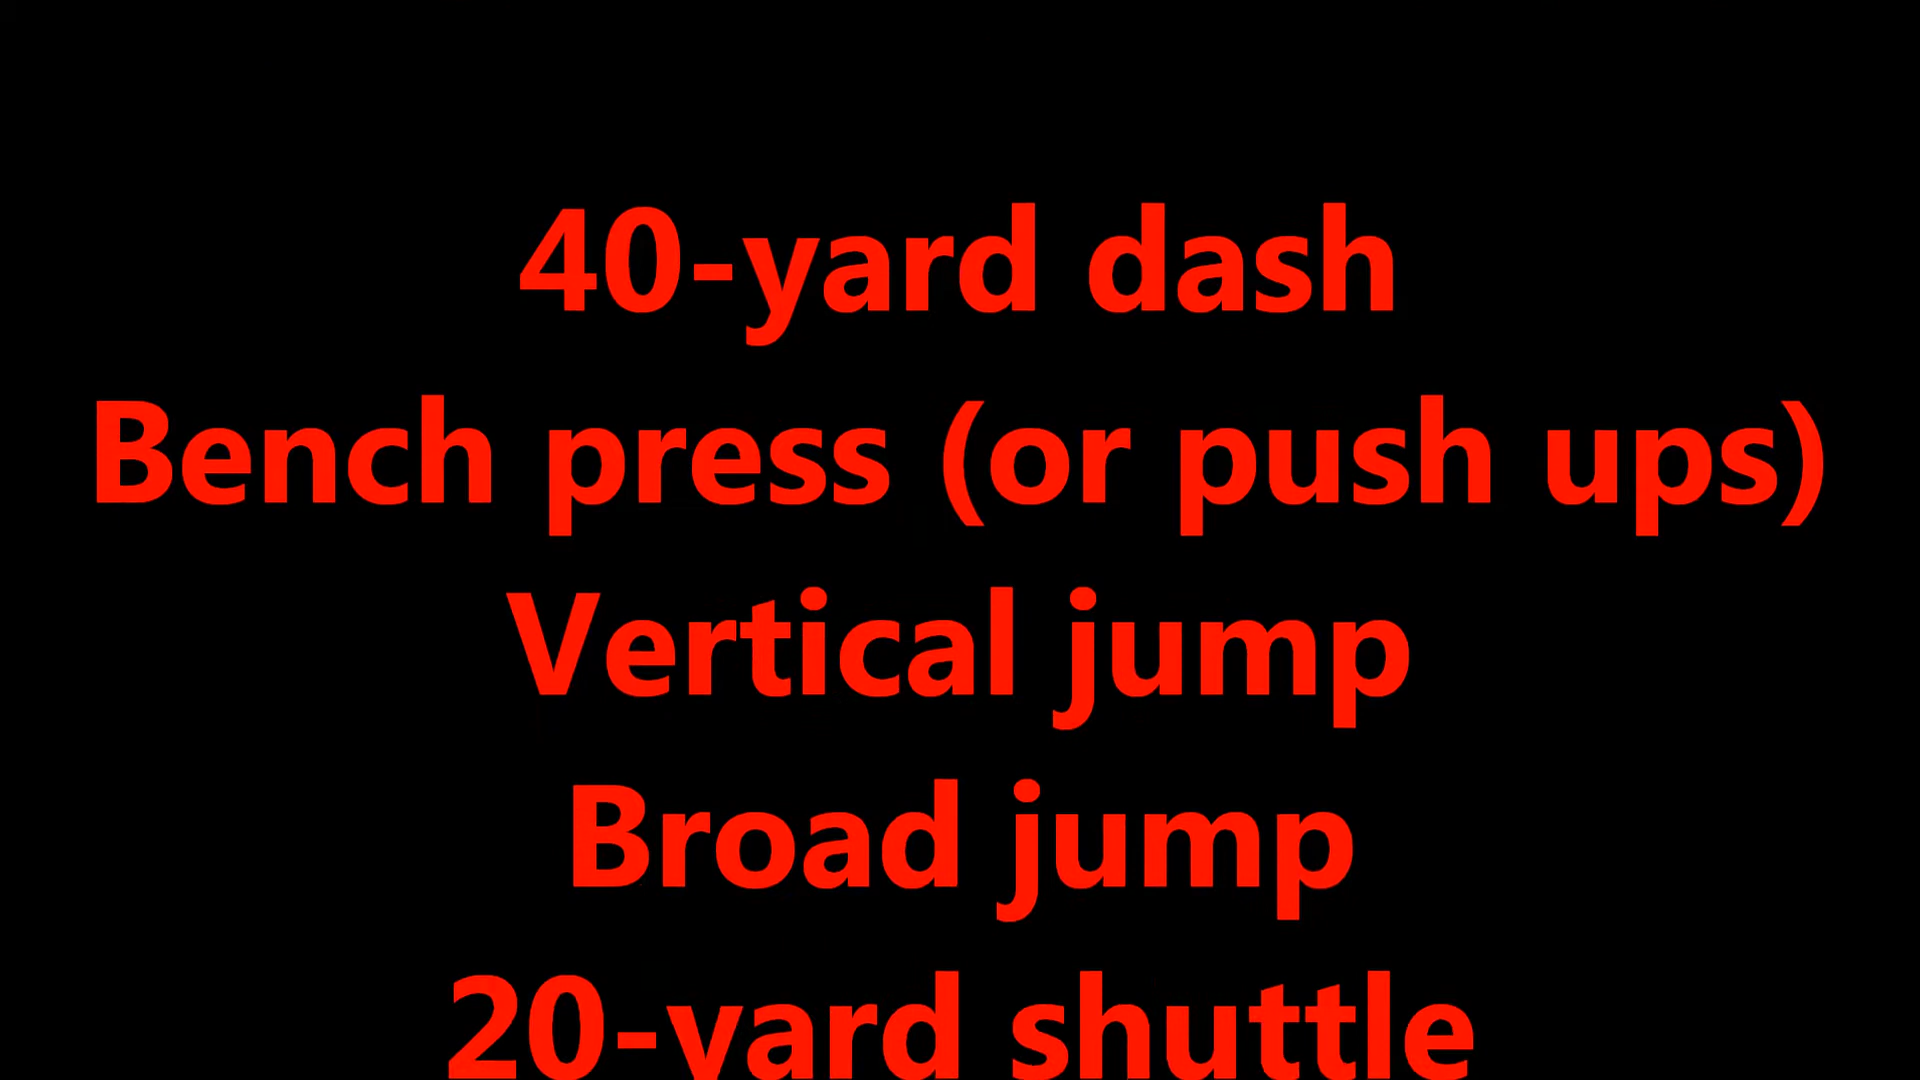 40-yard dash
Bench press (or push ups)
Vertical jump
Broad jump
20-yard shuttle